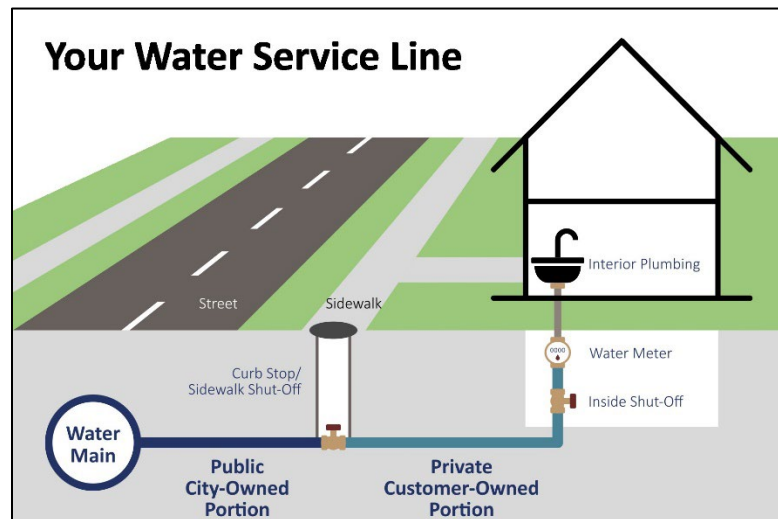 Your Water Service Line
Interior Plumbing
Street
Sidewalk
Water Meter
0000
Curb Stop/
Sidewalk Shut-Off
Inside Shut-Off
Water
Main
Public
City-Owned
Portion
Private
Customer-Owned
Portion